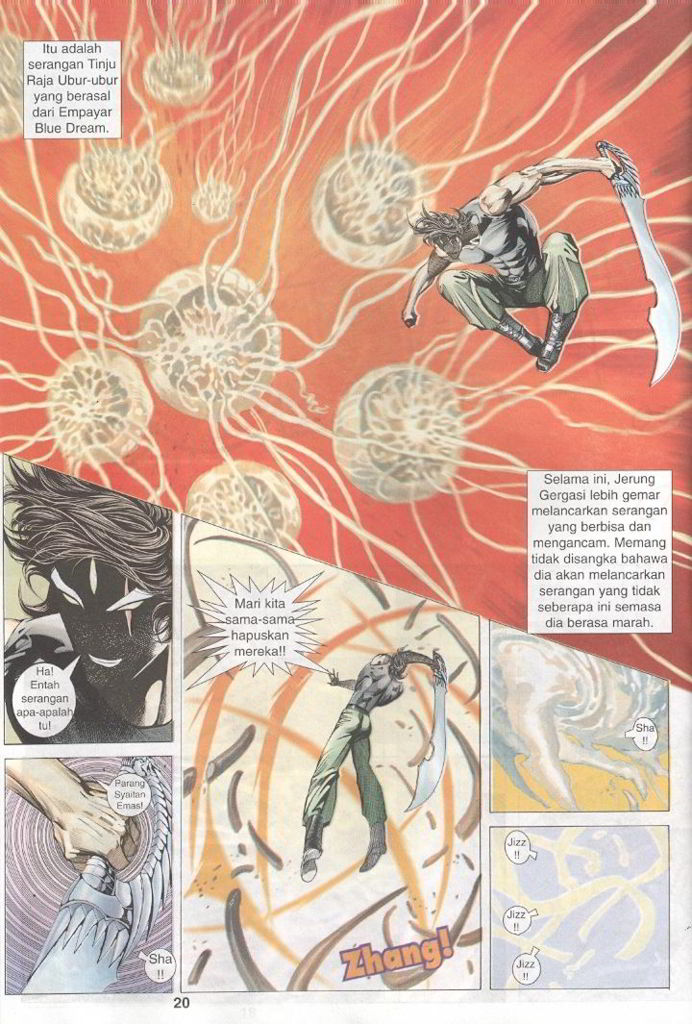 Itu adalah
serangan Tinju
Raja Ubur-ubur
yang berasal
dari Empayar
Blue Dream.
Selama ini, Jerung
Gergasi lebih gemar
melancarkan serangan
yang berbisa dan
mengancam. Memang
tidak disangka bahawa
dia akan melancarkan
serangan yang tidak
seberapa ini semasa
dia berasa marah.
Ha!
Entah
serangan
apa-apalah
tu!
Parang
Syaitan
Emas!
Sha
!!
Mari kita
sama-sama
hapuskan
mereka!!
Zhang!
Sha
!!
Jizz
!!
Jizz
!!
Jizz
!!
20